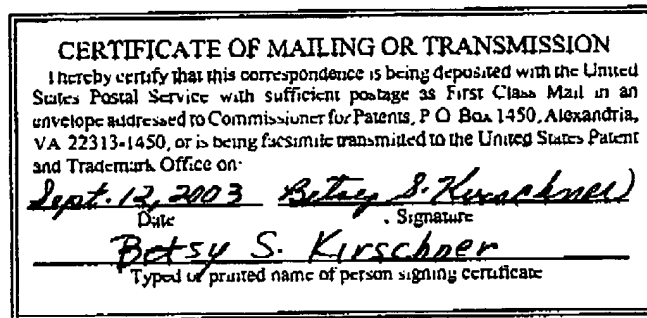 CERTIFICATE OF MAILING OR TRANSMISSION
I hereby certify that this correspondence is being deposited with the United
States Postal Service with sufficient postage as First Class Mail in an
envelope addressed to Commissioner for Patents, P O Box 1450, Alexandria,
VA 22313-1450, or is being facsimile transmitted to the United States Patent
and Trademark Office on:
Sept. 12, 2003 Betsy S. Kirschner
Date Signature
Betsy S. Kirschner
Typed or printed name of person signing certificate